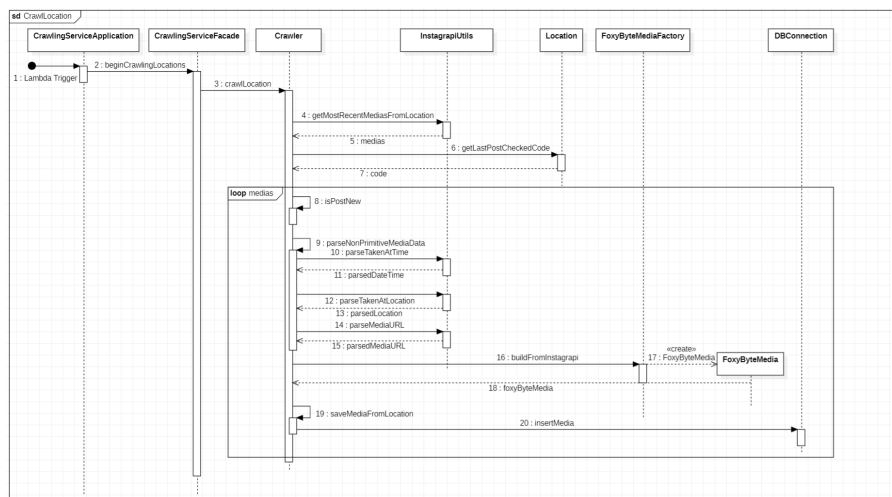 sd CrawlLocation
CrawlingServiceApplication
CrawlingServiceFacade
Crawler
InstagrapiUtils
Location
FoxyByteMediaFactory
DBConnection
1 : Lambda Trigger
2 : beginCrawlingLocations
3 : crawlLocation
4 : getMostRecentMediasFromLocation
5 : medias
6 : getLastPostCheckedCode
7 : code
loop medias
8 : isPostNew
9 : parseNonPrimitiveMediaData
10 : parseTakenAtTime
11 : parsedDateTime
12 : parseTakenAtLocation
13 : parsedLocation
14 : parseMediaURL
15 : parsedMediaURL
16 : buildFromInstagrapi
«create»
17 : FoxyByteMedia
FoxyByteMedia
18 : foxyByteMedia
19 : saveMediaFromLocation
20 : insertMedia